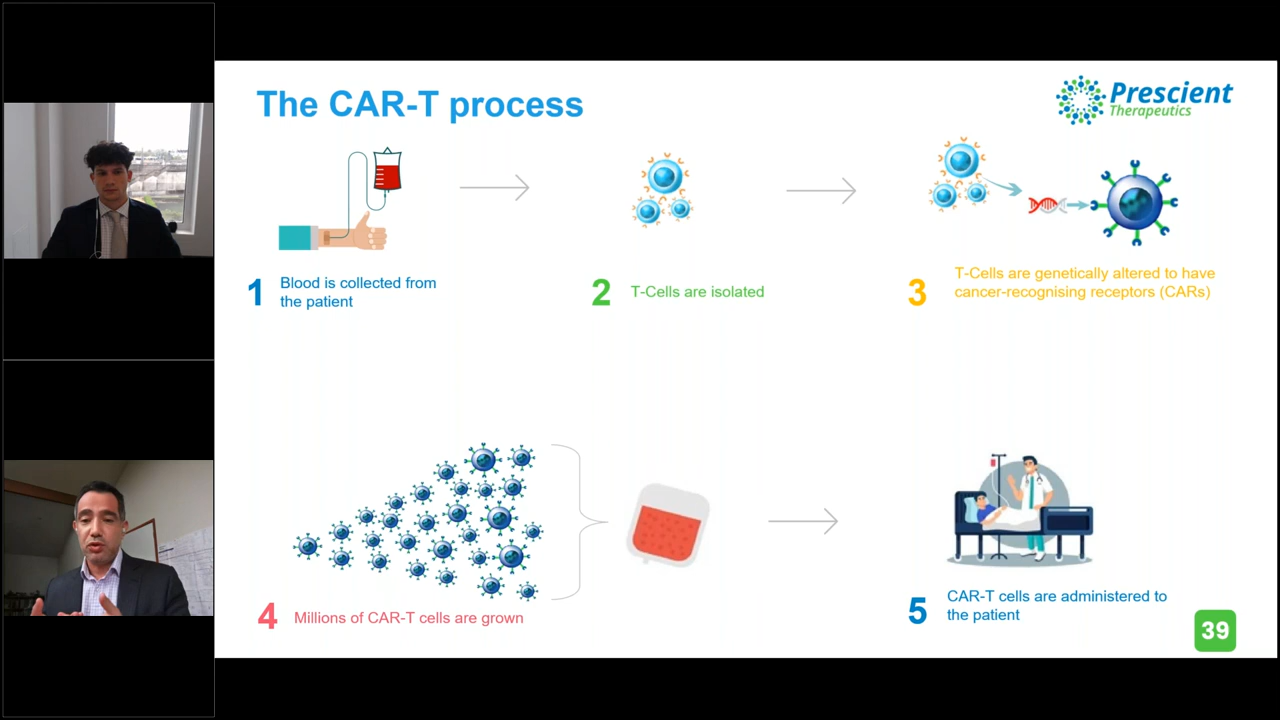 The CAR-T process
Prescient
Therapeutics
1 Blood is collected from
the patient
2 T-Cells are isolated
3 T-Cells are genetically altered to have
cancer-recognising receptors (CARs)
4 Millions of CAR-T cells are grown
5 CAR-T cells are administered to
the patient
39